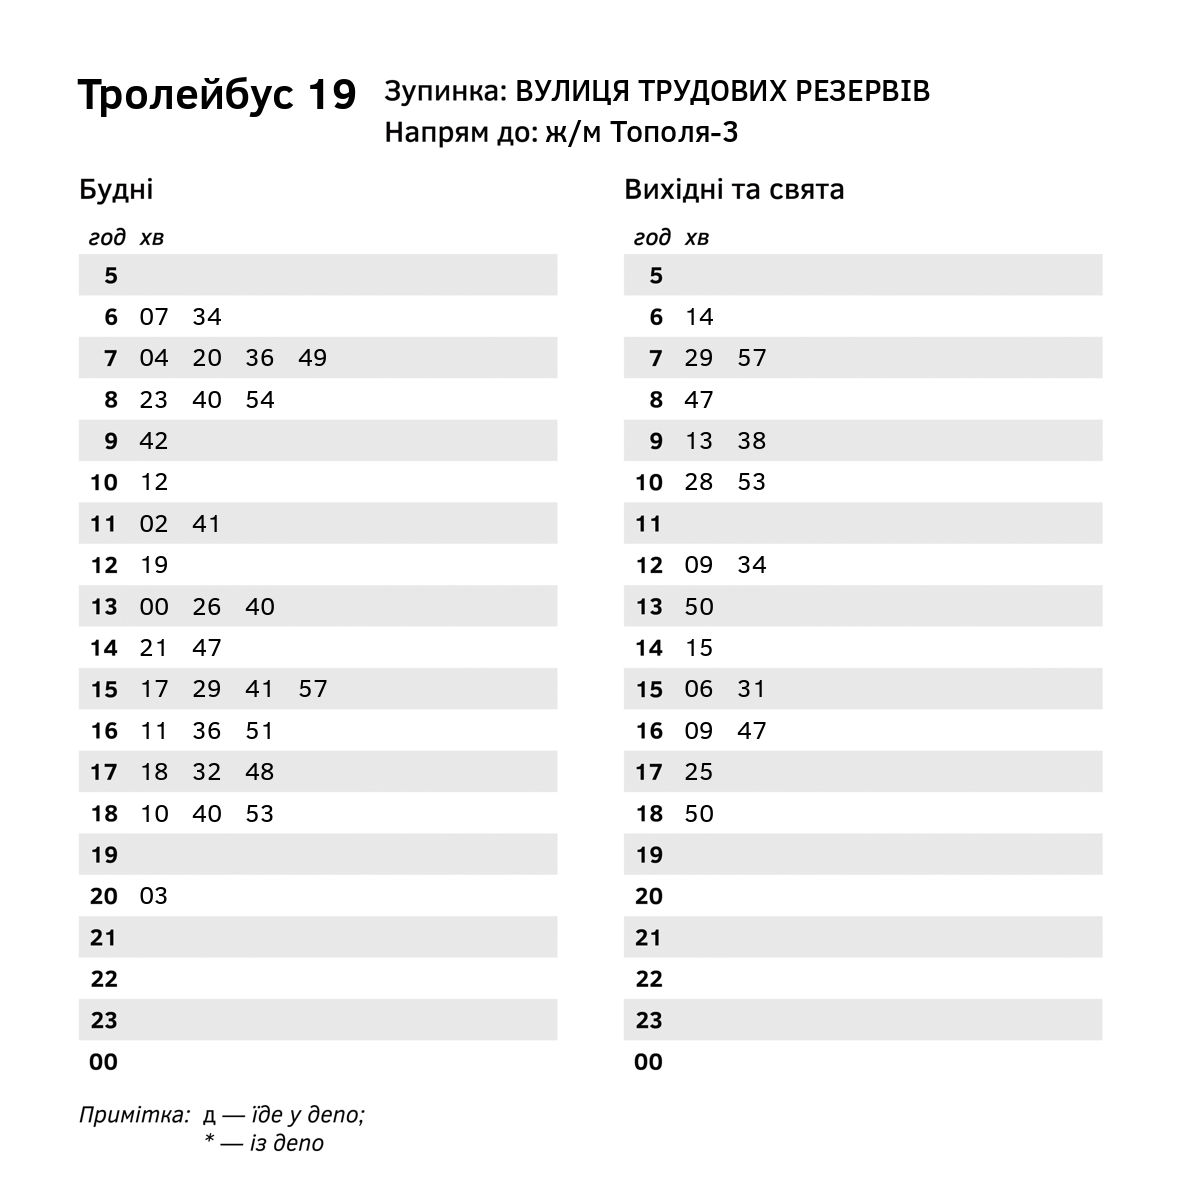 Тролейбус 19
Зупинка: ВУЛИЦЯ ТРУДОВИХ РЕЗЕРВІВ
Напрям до: ж/м Тополя-3
Будні
год хв
5
6 07 34
7 04 20 36 49
8 23 40 54
9 42
10 12
11 02 41
12 19
13 00 26 40
14 21 47
15 17 29 41 57
16 11 36 51
17 18 32 48
18 10 40 53
19
20 03
21
22
23
00
Вихідні та свята
год хв
5
6 14
7 29 57
8 47
9 13 38
10 28 53
11
12 09 34
13 50
14 15
15 06 31
16 09 47
17 25
18 50
19
20
21
22
23
00
Примітка: д — їде у депо;
* — із депо